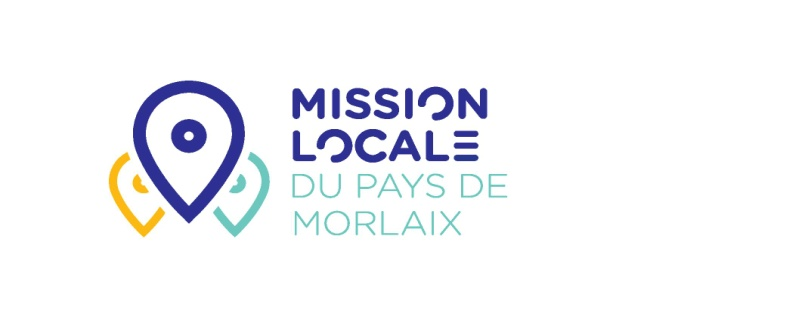 MISSION
LOCALE
DU PAYS DE
MORLAIX